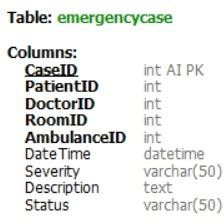 Table: emergencycase
Columns:
CaseID int AI PK
PatientID int
DoctorID int
RoomID int
AmbulanceID int
DateTime datetime
Severity varchar(50)
Description text
Status varchar(50)